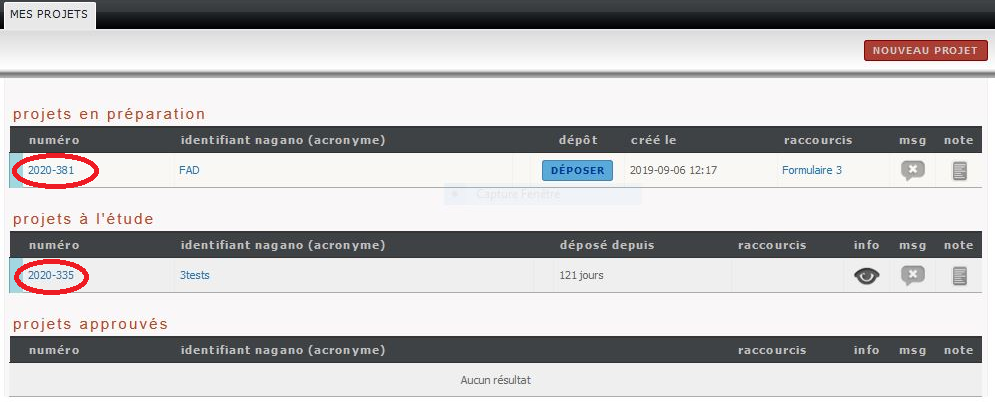 MES PROJETS
NOUVEAU PROJET
projets en préparation
numéro identifiant nagano (acronyme) dépôt créé le raccourcis msg note
2020-381 FAD DÉPOSER 2019-09-06 12:17 Formulaire 3
Capture Fenêtre
projets à l'étude
numéro identifiant nagano (acronyme) déposé depuis raccourcis info msg note
2020-335 3tests 121 jours
projets approuvés
numéro identifiant nagano (acronyme) raccourcis info msg note
Aucun résultat